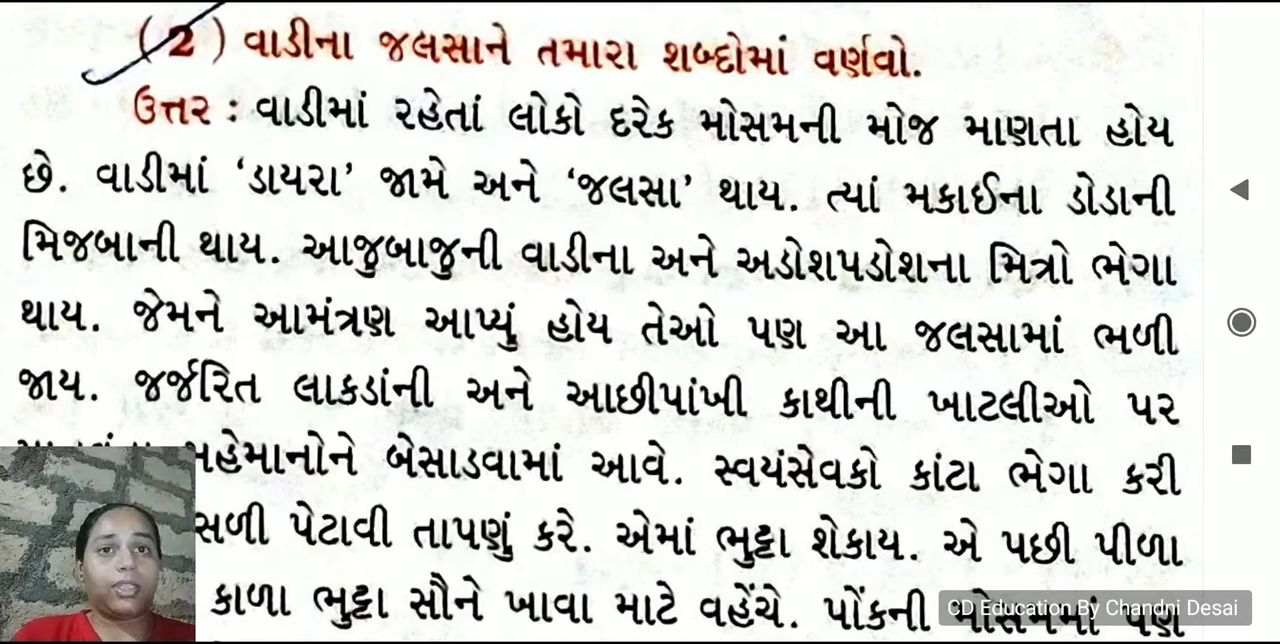 (2) વાડીના જલસાને તમારા શબ્દોમાં વર્ણવો.
ઉત્તર : વાડીમાં રહેતાં લોકો દરેક મોસમની મોજ માણતા હોય
છે. વાડીમાં ‘ડાયરા’ જામે અને ‘જલસા’ થાય. ત્યાં મકાઈના ડોડાની
મિજબાની થાય. આજુબાજુની વાડીના અને અડોશપડોશના મિત્રો ભેગા
થાય. જેમને આમંત્રણ આપ્યું હોય તેઓ પણ આ જલસામાં ભળી
જાય. જર્જરિત લાકડાંની અને આછીપાંખી કાથીની ખાટલીઓ પર
મહેમાનોને બેસાડવામાં આવે. સ્વયંસેવકો કાંટા ભેગા કરી
સળી પેટાવી તાપણું કરે. એમાં ભુટ્ટા શેકાય. એ પછી પીળા
કાળા ભુટ્ટા સૌને ખાવા માટે વહેંચે. પોંકની મોસમમાં પણ
CD Education By Chandni Desai